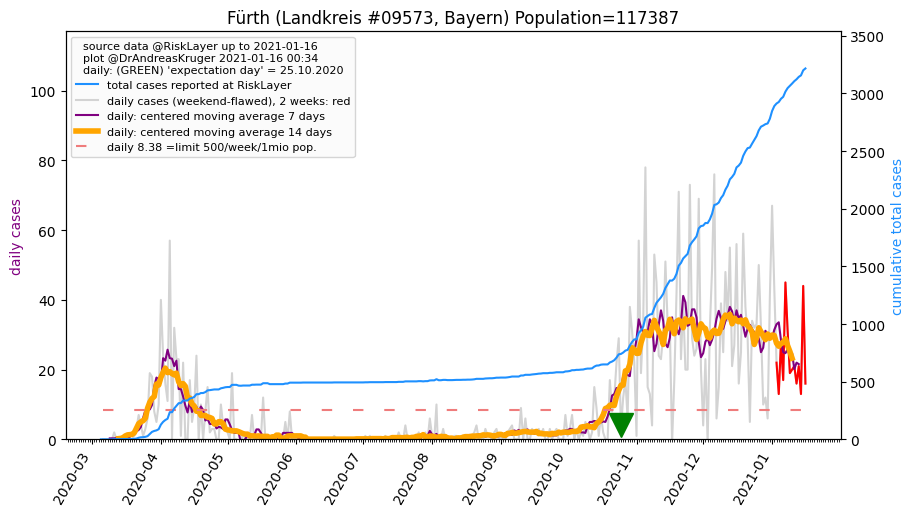 Fürth (Landkreis #09573, Bayern) Population=117387
source data @RiskLayer up to 2021-01-16
plot @DrAndreasKruger 2021-01-16 00:34
daily: (GREEN) 'expectation day' = 25.10.2020
total cases reported at RiskLayer
daily cases (weekend-flawed), 2 weeks: red
daily: centered moving average 7 days
daily: centered moving average 14 days
daily 8.38 =limit 500/week/1mio pop.
daily cases
100
80
60
40
20
0
cumulative total cases
3500
3000
2500
2000
1500
1000
500
0
2020-03
2020-04
2020-05
2020-06
2020-07
2020-08
2020-09
2020-10
2020-11
2020-12
2021-01